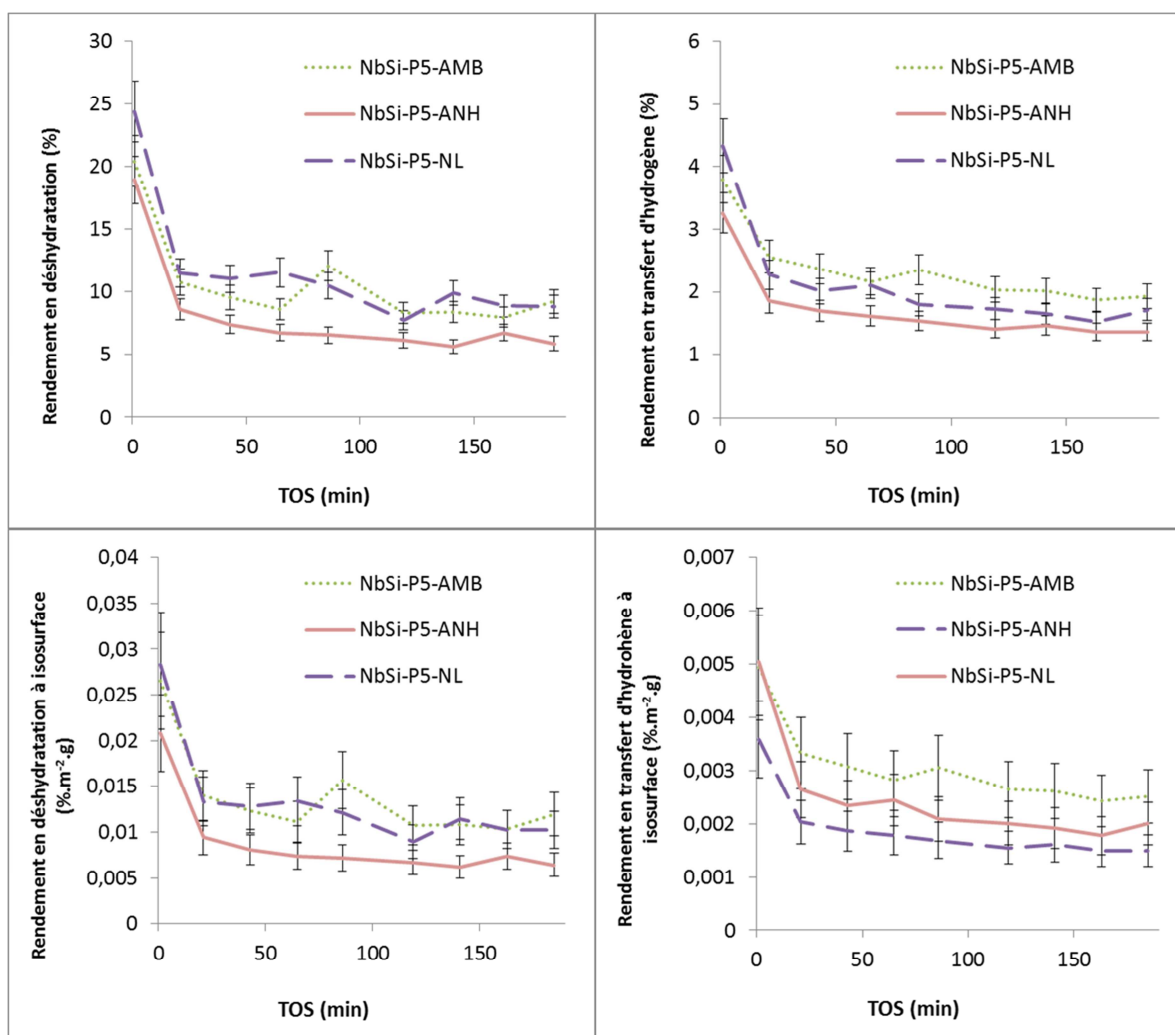 Rendement en déshydratation (%)
30
25
20
15
10
5
0
NbSi-P5-AMB
NbSi-P5-ANH
NbSi-P5-NL
0 50 100 150
TOS (min)
Rendement en transfert d'hydrogène (%)
6
5
4
3
2
1
0
NbSi-P5-AMB
NbSi-P5-ANH
NbSi-P5-NL
0 50 100 150
TOS (min)
Rendement en déshydratation à isosurface
(%.m⁻².g)
0,04
0,035
0,03
0,025
0,02
0,015
0,01
0,005
0
NbSi-P5-AMB
NbSi-P5-ANH
NbSi-P5-NL
0 50 100 150
TOS (min)
Rendement en transfert d'hydrohène à
isosurface (%.m⁻².g)
0,007
0,006
0,005
0,004
0,003
0,002
0,001
0
NbSi-P5-AMB
NbSi-P5-ANH
NbSi-P5-NL
0 50 100 150
TOS (min)